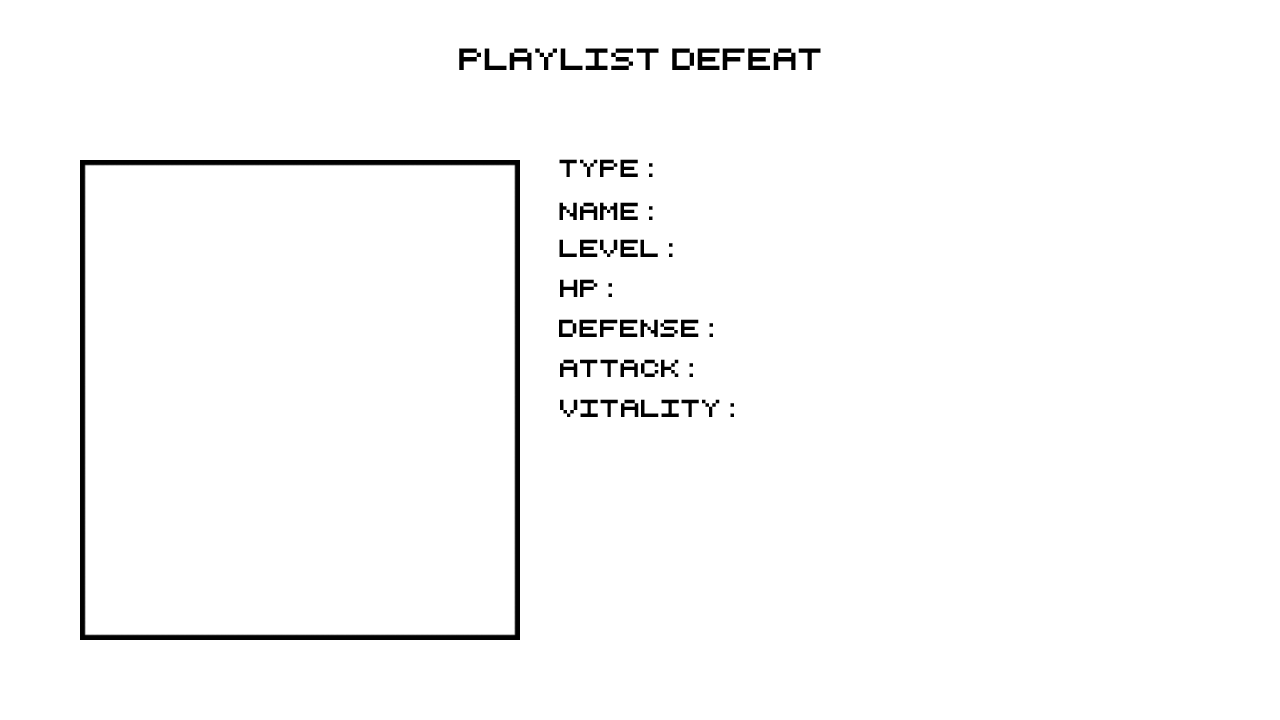 PLAYLIST DEFEAT
TYPE :
NAME :
LEVEL :
HP :
DEFENSE :
ATTACK :
VITALITY :